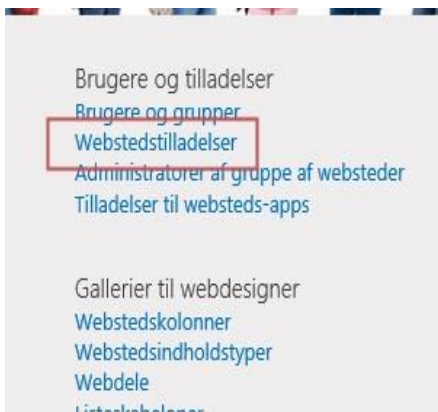 Brugere og tilladelser
Brugere og grupper
Webstedstilladelser
Administratorer af gruppe af websteder
Tilladelser til websteds-apps
Gallerier til webdesigner
Webstedskolonner
Webstedsindholdstyper
Webdele